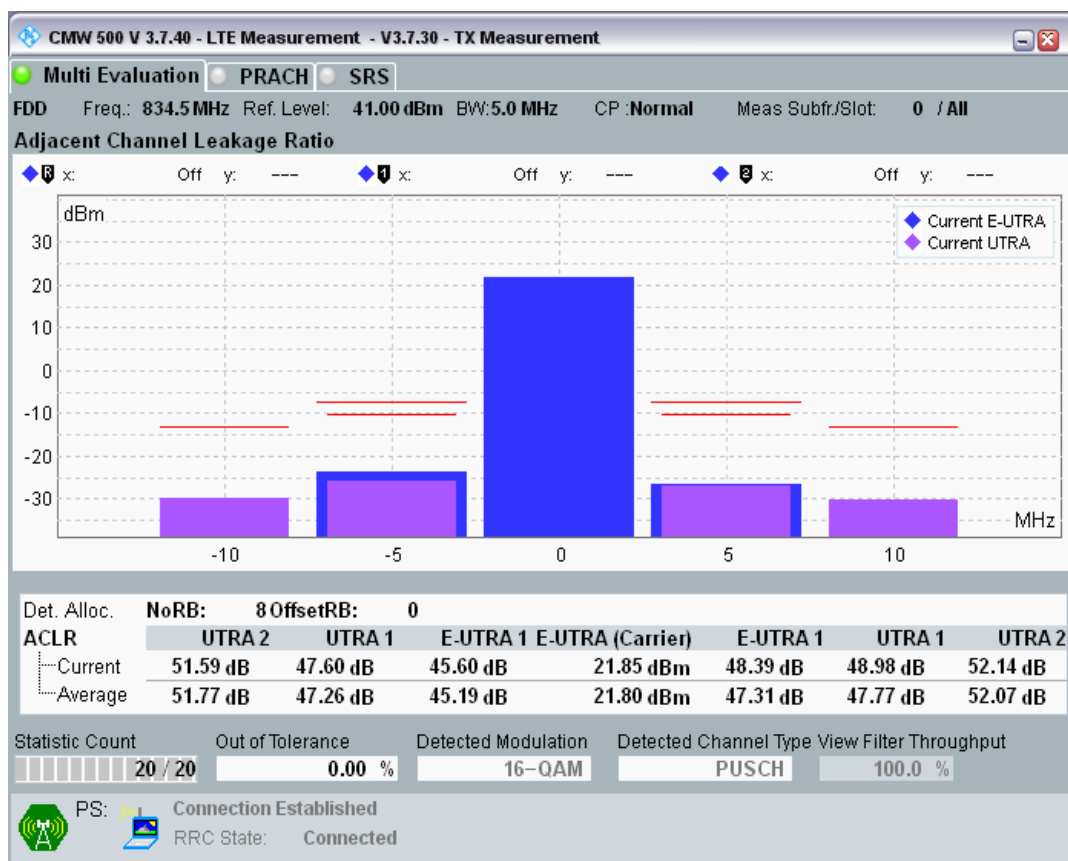 CMW 500 V 3.7.40 - LTE Measurement - V3.7.30 - TX Measurement
Multi Evaluation PRACH SRS
FDD Freq.: 834.5 MHz Ref. Level: 41.00 dBm BW:5.0 MHz CP :Normal Meas Subfr./Slot: 0 / All
Adjacent Channel Leakage Ratio
R x: Off y: --- 1 x: Off y: --- 2 x: Off y: ---
dBm
Current E-UTRA
Current UTRA
30
20
10
0
-10
-20
-30
MHz
-10 -5 0 5 10
Det. Alloc. NoRB: 8 OffsetRB: 0
ACLR UTRA 2 UTRA 1 E-UTRA 1 E-UTRA (Carrier) E-UTRA 1 UTRA 1 UTRA 2
Current 51.59 dB 47.60 dB 45.60 dB 21.85 dBm 48.39 dB 48.98 dB 52.14 dB
Average 51.77 dB 47.26 dB 45.19 dB 21.80 dBm 47.31 dB 47.77 dB 52.07 dB
Statistic Count Out of Tolerance Detected Modulation Detected Channel Type View Filter Throughput
20 / 20 0.00 % 16-QAM PUSCH 100.0 %
PS: Connection Established
RRC State: Connected